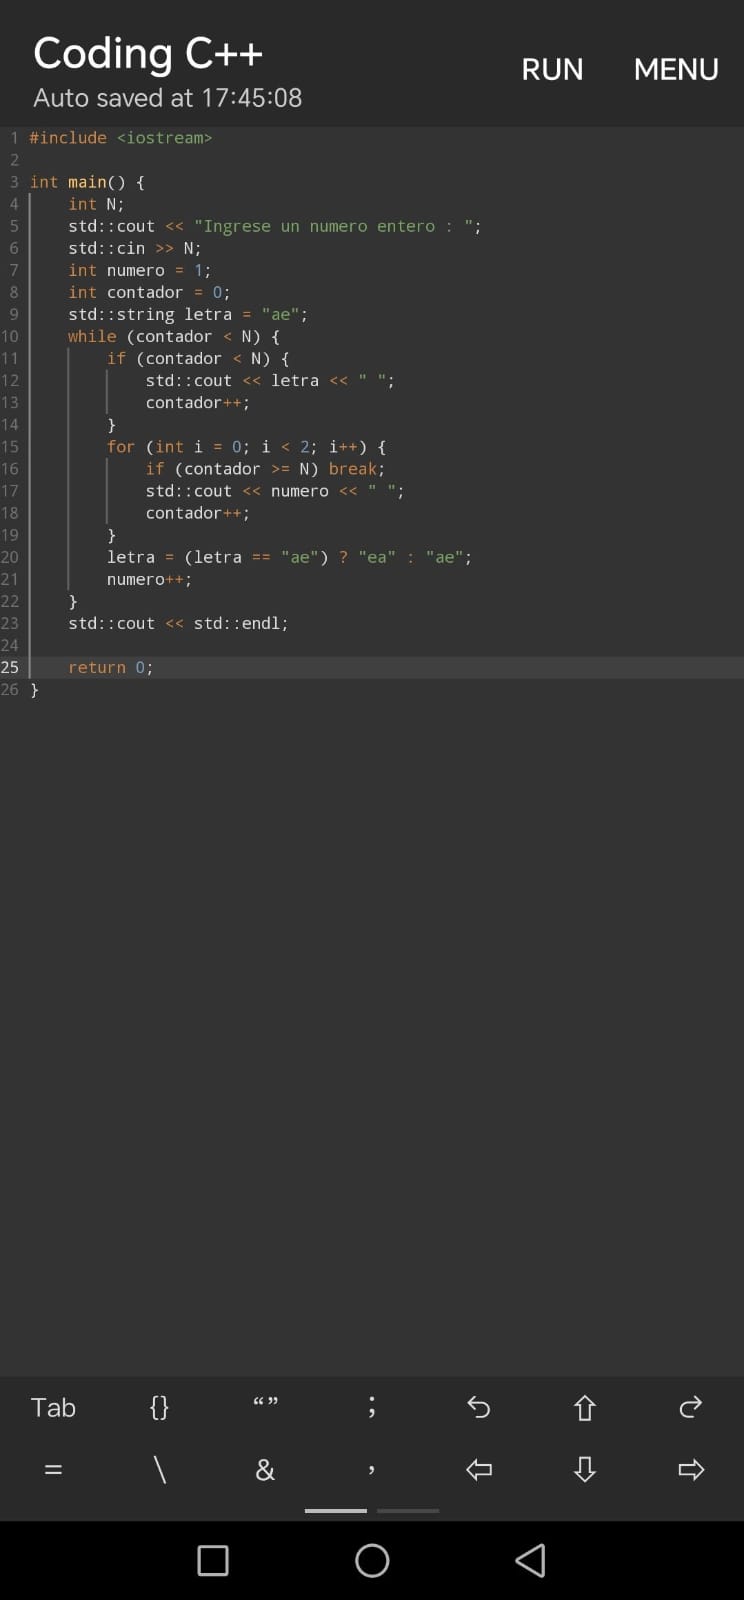 Coding C++
RUN MENU
Auto saved at 17:45:08
1 #include <iostream>
2
3 int main() {
4     int N;
5     std::cout << "Ingrese un numero entero : ";
6     std::cin >> N;
7     int numero = 1;
8     int contador = 0;
9     std::string letra = "ae";
10     while (contador < N) {
11         if (contador < N) {
12             std::cout << letra << " ";
13             contador++;
14         }
15         for (int i = 0; i < 2; i++) {
16             if (contador >= N) break;
17             std::cout << numero << " ";
18             contador++;
19         }
20         letra = (letra == "ae") ? "ea" : "ae";
21         numero++;
22     }
23     std::cout << std::endl;
24
25     return 0;
26 }
Tab {} “” ;
= \ & ,